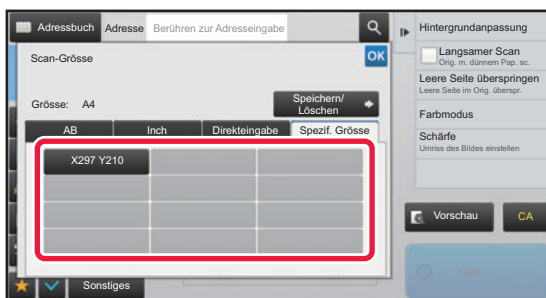 Adressbuch Adresse Berühren zur Adresseingabe
Scan-Grösse
OK
Grösse: A4
Speichern/
Löschen
AB Inch Direkteingabe Spezif. Grösse
X297 Y210
Sonstiges
Hintergrundanpassung
Langsamer Scan
Orig. m. dünnem Pap. sc.
Leere Seite überspringen
Leere Seite im Orig. überspr.
Farbmodus
Schärfe
Umriss des Bildes einstellen
Vorschau CA
Start